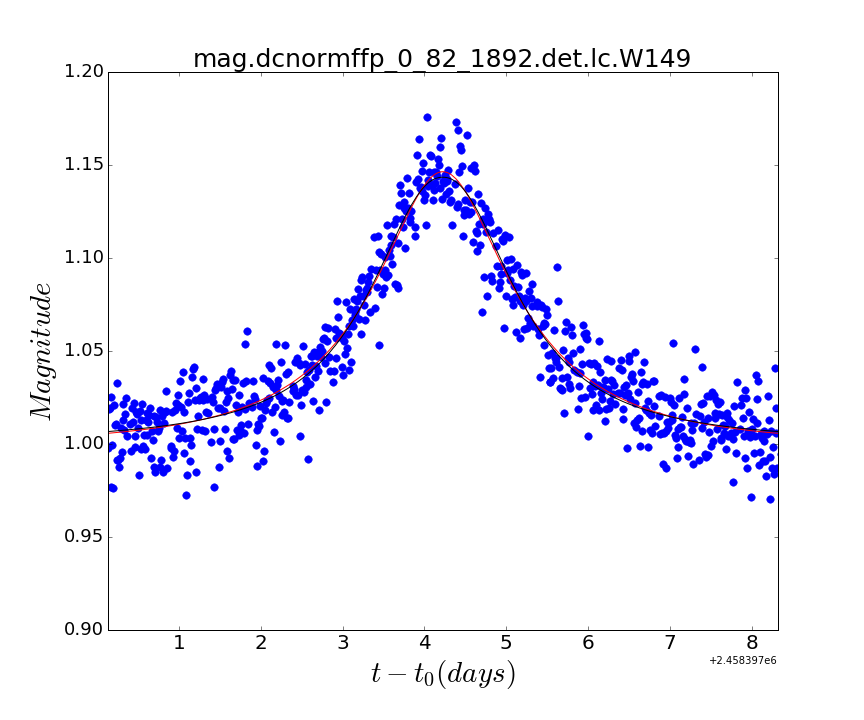 mag.dcnormffp_0_82_1892.det.lc.W149
1.20
1.15
1.10
1.05
1.00
0.95
0.90
Magnitude
1 2 3 4 5 6 7 8
+2.458397e6
t − t₀(days)